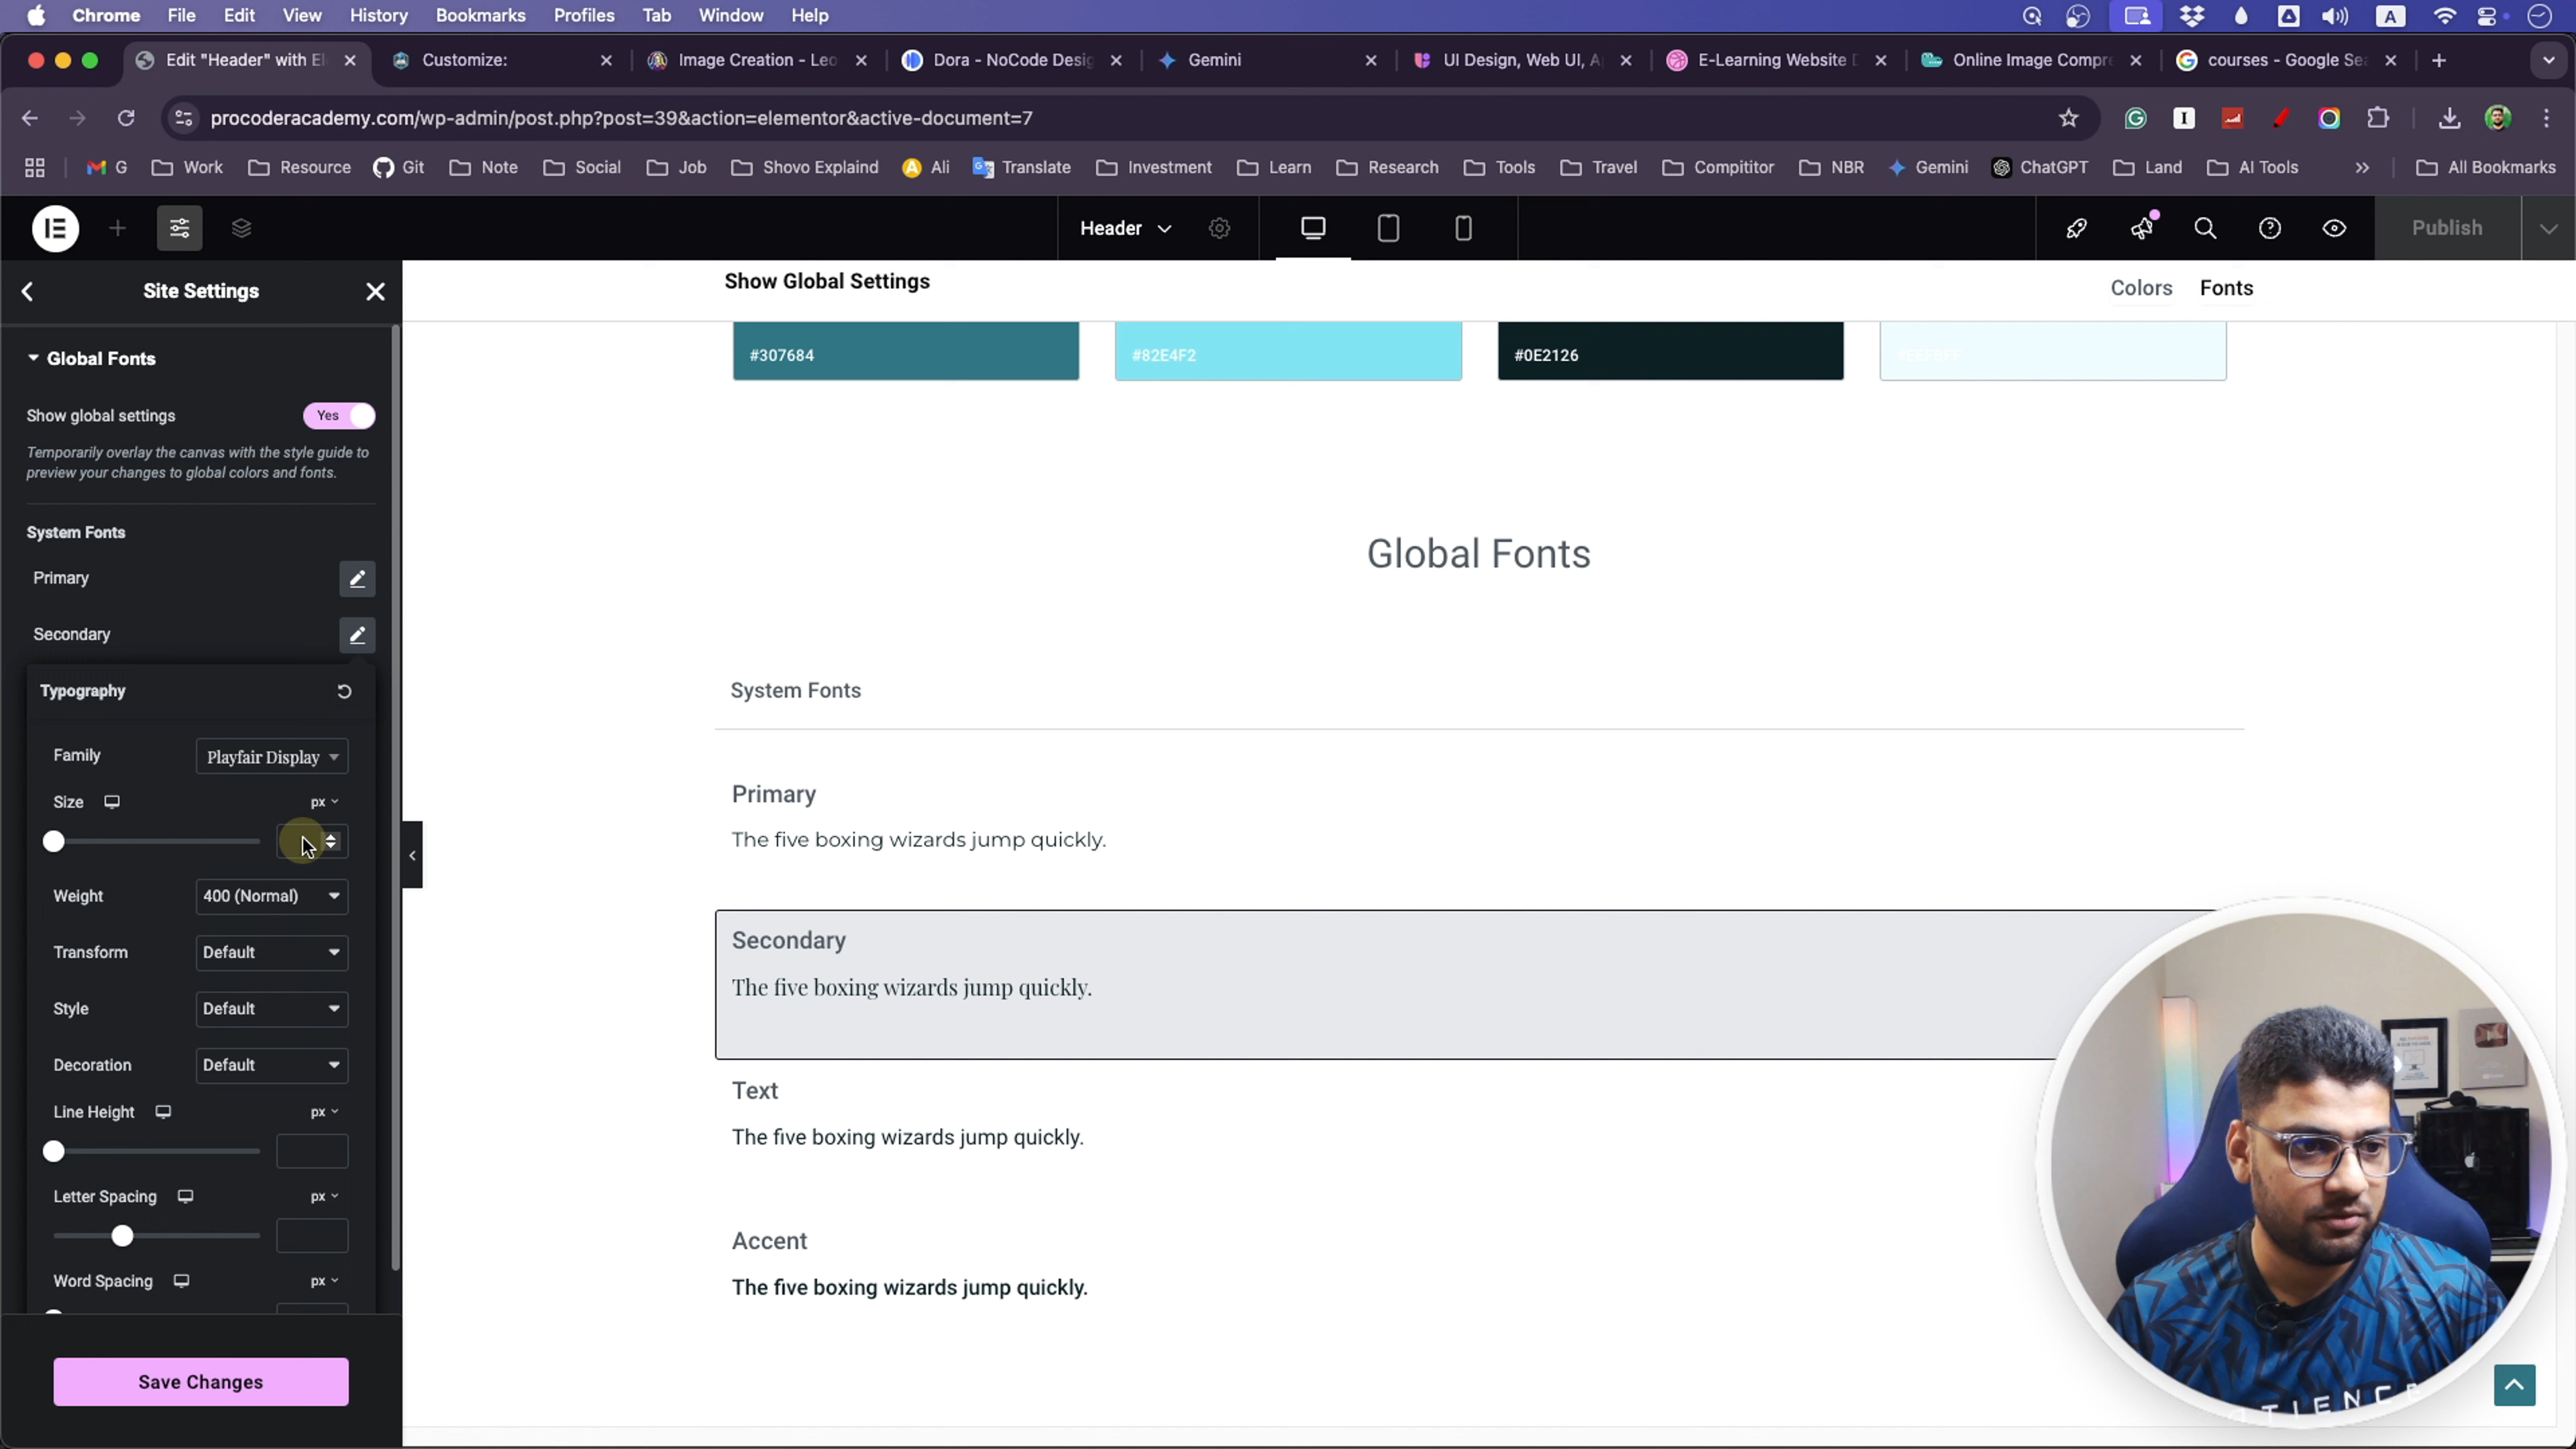 Chrome File Edit View History Bookmarks Profiles Tab Window Help
A
Edit "Header" with El
Customize:
Image Creation - Leo
Dora - NoCode Desig
Gemini
UI Design, Web UI, A
E-Learning Website D
Online Image Compr
courses - Google Sea
procoderacademy.com/wp-admin/post.php?post=39&action=elementor&active-document=7
G Work Resource Git Note Social Job Shovo Explaind Ali Translate Investment Learn Research Tools Travel Compititor NBR Gemini ChatGPT Land AI Tools » All Bookmarks
Header
Publish
Site Settings
Global Fonts
Show global settings
Yes
Temporarily overlay the canvas with the style guide to
preview your changes to global colors and fonts.
System Fonts
Primary
Secondary
Typography
Family
Playfair Display
Size
px
Weight
400 (Normal)
Transform
Default
Style
Default
Decoration
Default
Line Height
px
Letter Spacing
px
Word Spacing
px
Save Changes
Show Global Settings
Colors Fonts
#307684
#82E4F2
#0E2126
Global Fonts
System Fonts
Primary
The five boxing wizards jump quickly.
Secondary
The five boxing wizards jump quickly.
Text
The five boxing wizards jump quickly.
Accent
The five boxing wizards jump quickly.